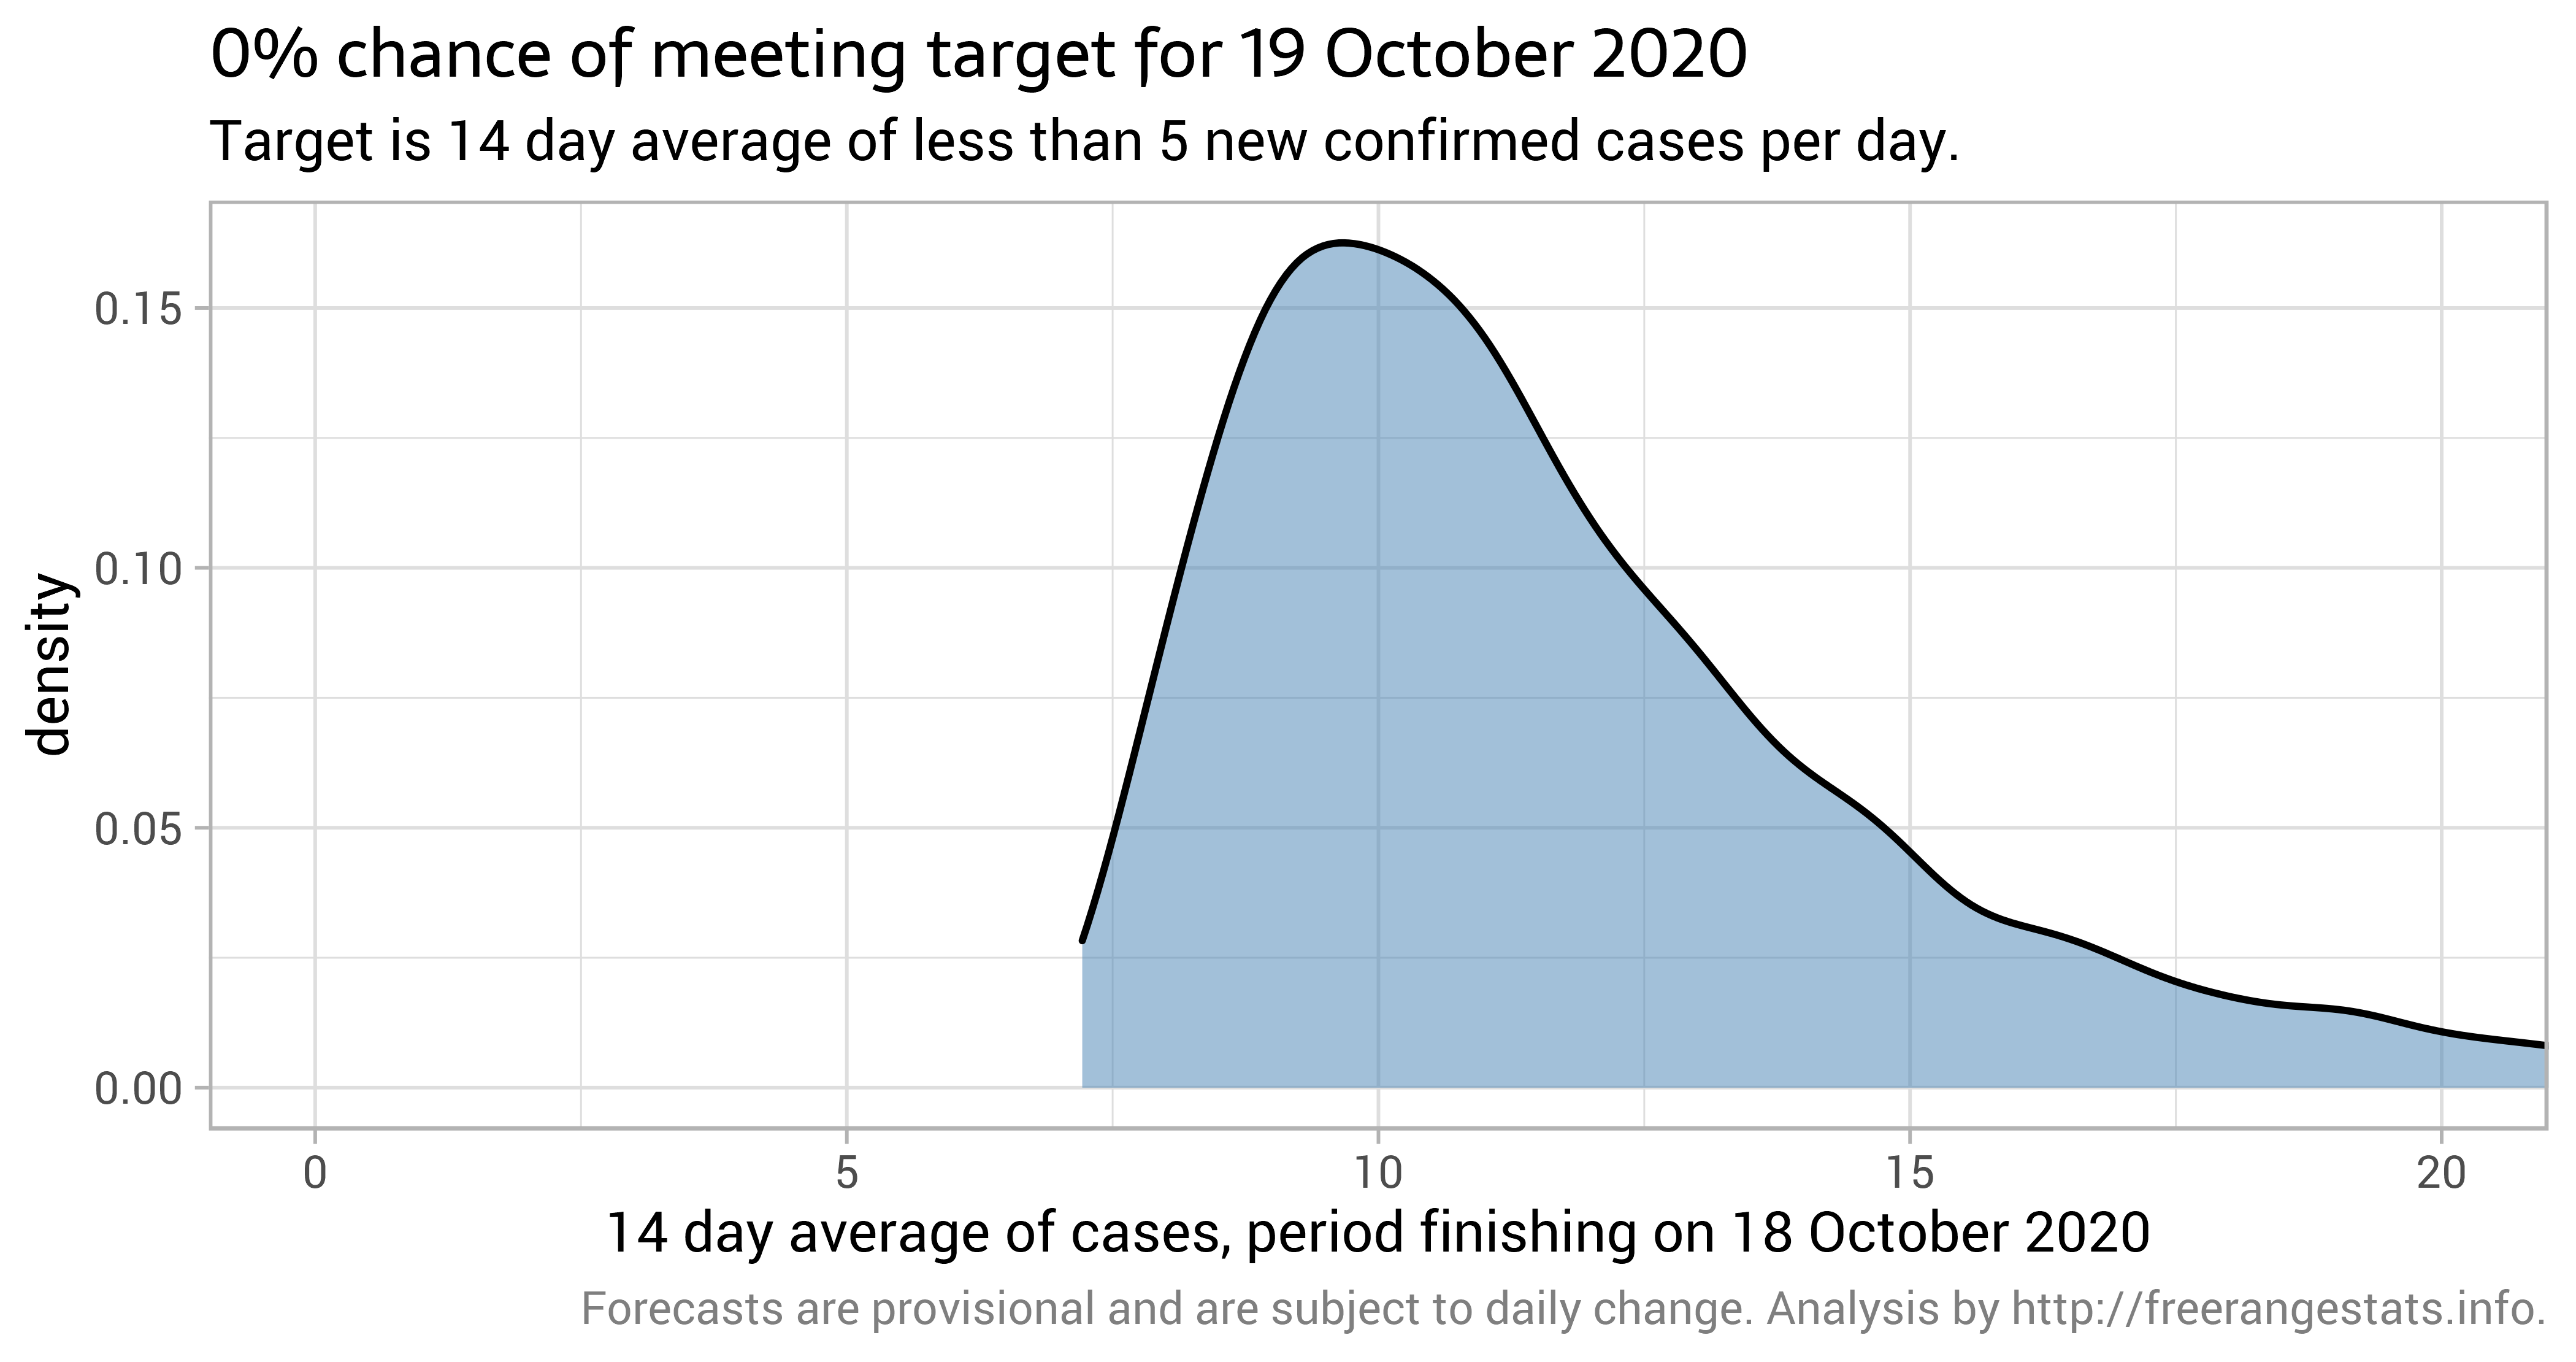 0% chance of meeting target for 19 October 2020
Target is 14 day average of less than 5 new confirmed cases per day.
density
0.15
0.10
0.05
0.00
0 5 10 15 20
14 day average of cases, period finishing on 18 October 2020
Forecasts are provisional and are subject to daily change. Analysis by http://freerangestats.info.